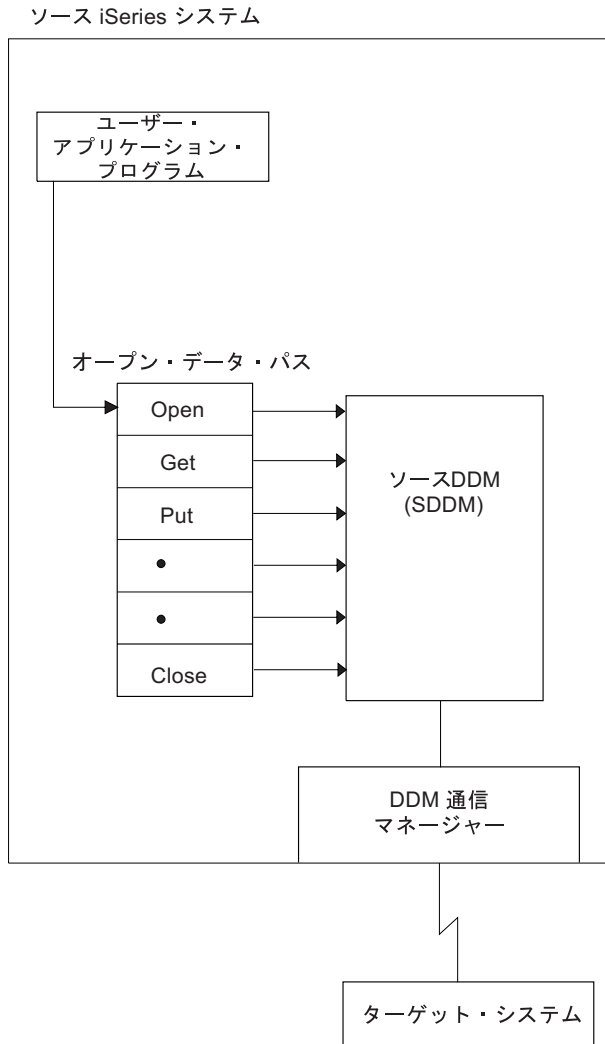 ソース iSeries システム
ユーザー・
アプリケーション・
プログラム
オープン・データ・パス
Open
Get
Put
•
•
Close
ソースDDM
(SDDM)
DDM 通信
マネージャー
ターゲット・システム